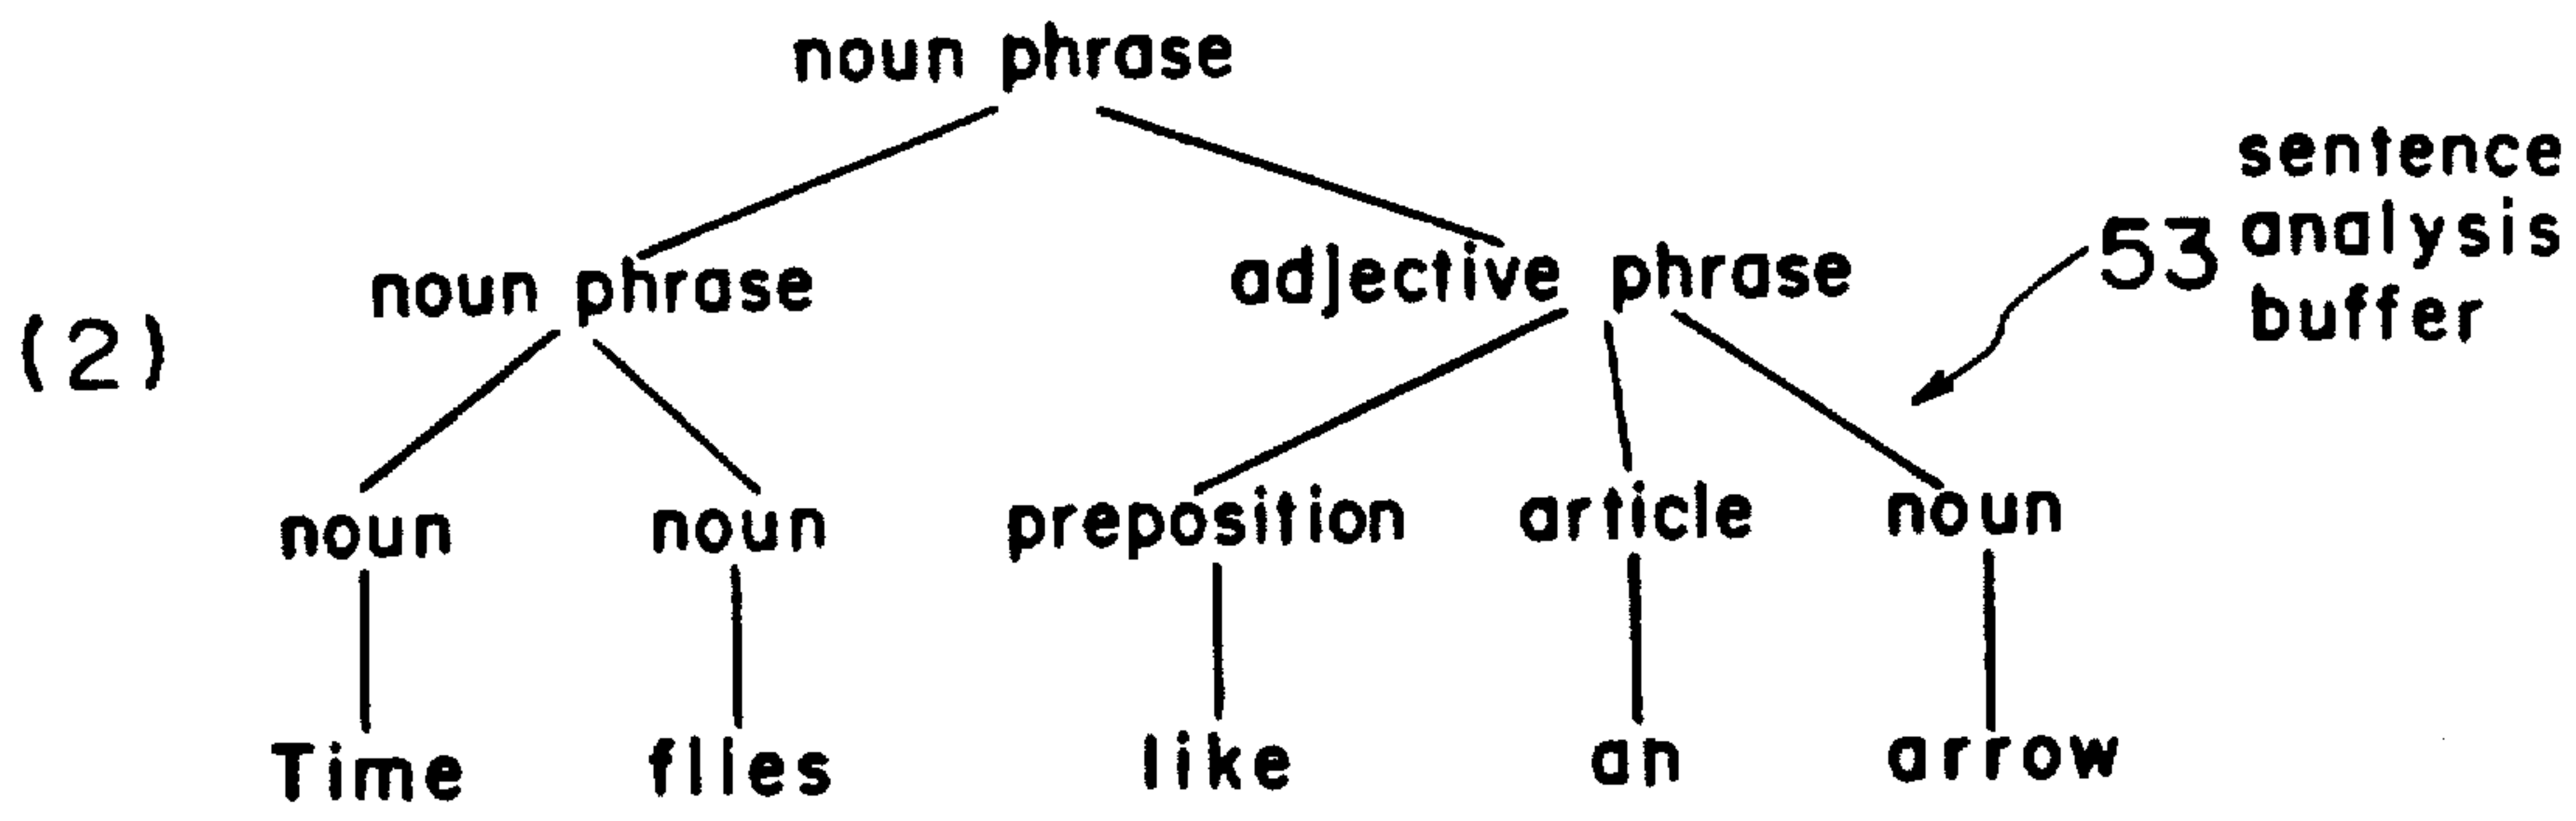 noun phrase
sentence
analysis
buffer
53
noun phrase
adjective phrase
(2)
noun
noun
preposition
article
noun
Time
flies
like
an
arrow